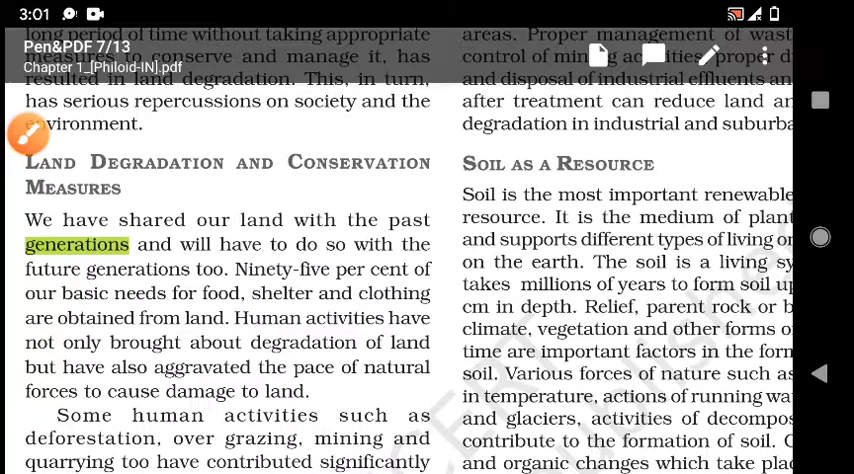 3:01
Pen&PDF 7/13
Chapter 1_[Philoid-IN].pdf
long period of time without taking appropriate
measures to conserve and manage it, has
resulted in land degradation. This, in turn,
has serious repercussions on society and the
environment.
LAND DEGRADATION AND CONSERVATION
MEASURES
We have shared our land with the past
generations and will have to do so with the
future generations too. Ninety-five per cent of
our basic needs for food, shelter and clothing
are obtained from land. Human activities have
not only brought about degradation of land
but have also aggravated the pace of natural
forces to cause damage to land.
Some human activities such as
deforestation, over grazing, mining and
quarrying too have contributed significantly
areas. Proper management of wast
control of mining activities, proper d
and disposal of industrial effluents an
after treatment can reduce land an
degradation in industrial and suburba
SOIL AS A RESOURCE
Soil is the most important renewable
resource. It is the medium of plant
and supports different types of living or
on the earth. The soil is a living sy
takes millions of years to form soil up
cm in depth. Relief, parent rock or b
climate, vegetation and other forms o
time are important factors in the form
soil. Various forces of nature such as
in temperature, actions of running wa
and glaciers, activities of decompos
contribute to the formation of soil. C
and organic changes which take plac